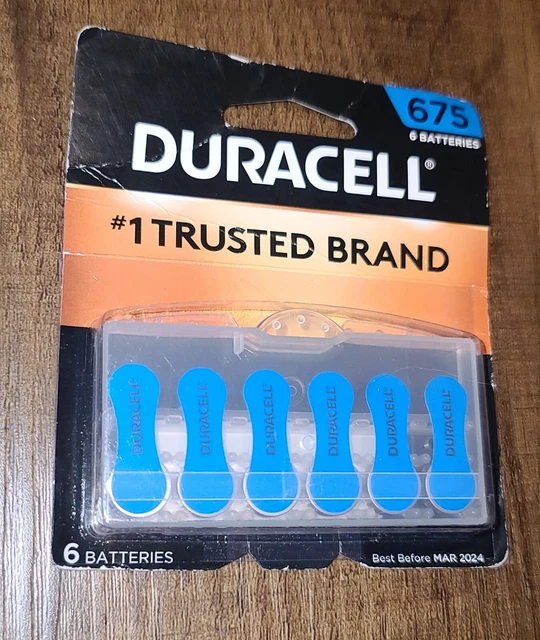 675
6 BATTERIES
DURACELL®
#1 TRUSTED BRAND
DURACELL
DURACELL
DURACELL
DURACELL
DURACELL
DURACELL
6 BATTERIES
Best Before MAR 2024